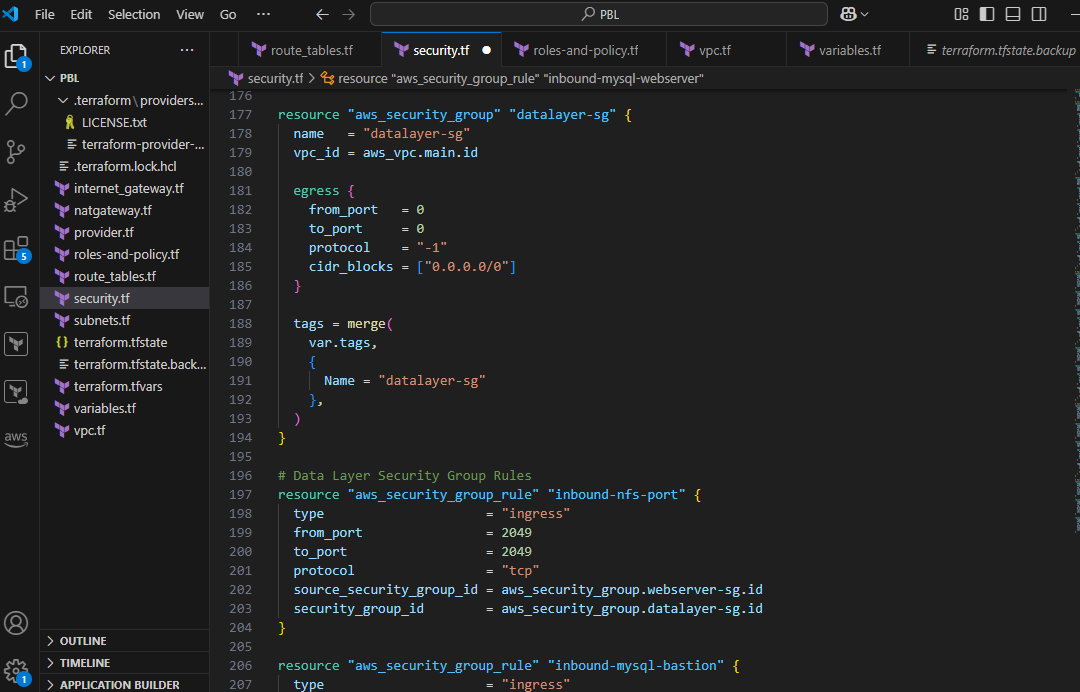 File Edit Selection View Go ··· PBL
EXPLORER ···
PBL
.terraform\providers...
LICENSE.txt
terraform-provider-...
.terraform.lock.hcl
internet_gateway.tf
natgateway.tf
provider.tf
roles-and-policy.tf
route_tables.tf
security.tf
subnets.tf
terraform.tfstate
terraform.tfstate.back...
terraform.tfvars
variables.tf
vpc.tf
OUTLINE
TIMELINE
APPLICATION BUILDER
1
5
aws
1
route_tables.tf security.tf roles-and-policy.tf vpc.tf variables.tf terraform.tfstate.backup
security.tf > resource "aws_security_group_rule" "inbound-mysql-webserver"
176
177 resource "aws_security_group" "datalayer-sg" {
178 name = "datalayer-sg"
179 vpc_id = aws_vpc.main.id
180
181 egress {
182 from_port = 0
183 to_port = 0
184 protocol = "-1"
185 cidr_blocks = ["0.0.0.0/0"]
186 }
187
188 tags = merge(
189 var.tags,
190 {
191 Name = "datalayer-sg"
192 },
193 )
194 }
195
196 # Data Layer Security Group Rules
197 resource "aws_security_group_rule" "inbound-nfs-port" {
198 type = "ingress"
199 from_port = 2049
200 to_port = 2049
201 protocol = "tcp"
202 source_security_group_id = aws_security_group.webserver-sg.id
203 security_group_id = aws_security_group.datalayer-sg.id
204 }
205
206 resource "aws_security_group_rule" "inbound-mysql-bastion" {
207 type = "ingress"